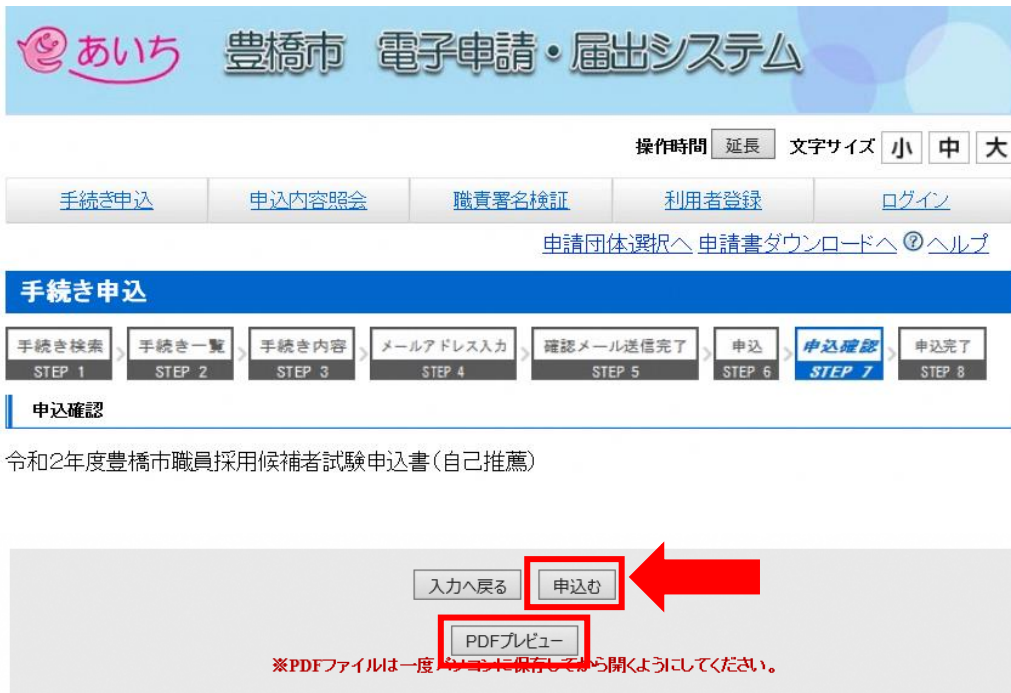 あいち 豊橋市 電子申請・届出システム
操作時間 延長 文字サイズ 小 中 大
手続き申込 申込内容照会 職責署名検証 利用者登録 ログイン
申請団体選択へ 申請書ダウンロードへ ? ヘルプ
手続き申込
手続き検索 手続き一覧 手続き内容 メールアドレス入力 確認メール送信完了 申込 申込確認 申込完了
STEP 1 STEP 2 STEP 3 STEP 4 STEP 5 STEP 6 STEP 7 STEP 8
申込確認
令和2年度豊橋市職員採用候補者試験申込書(自己推薦)
入力へ戻る 申込む
PDFプレビュー
※PDFファイルは一度パソコンに保存してから開くようにしてください。